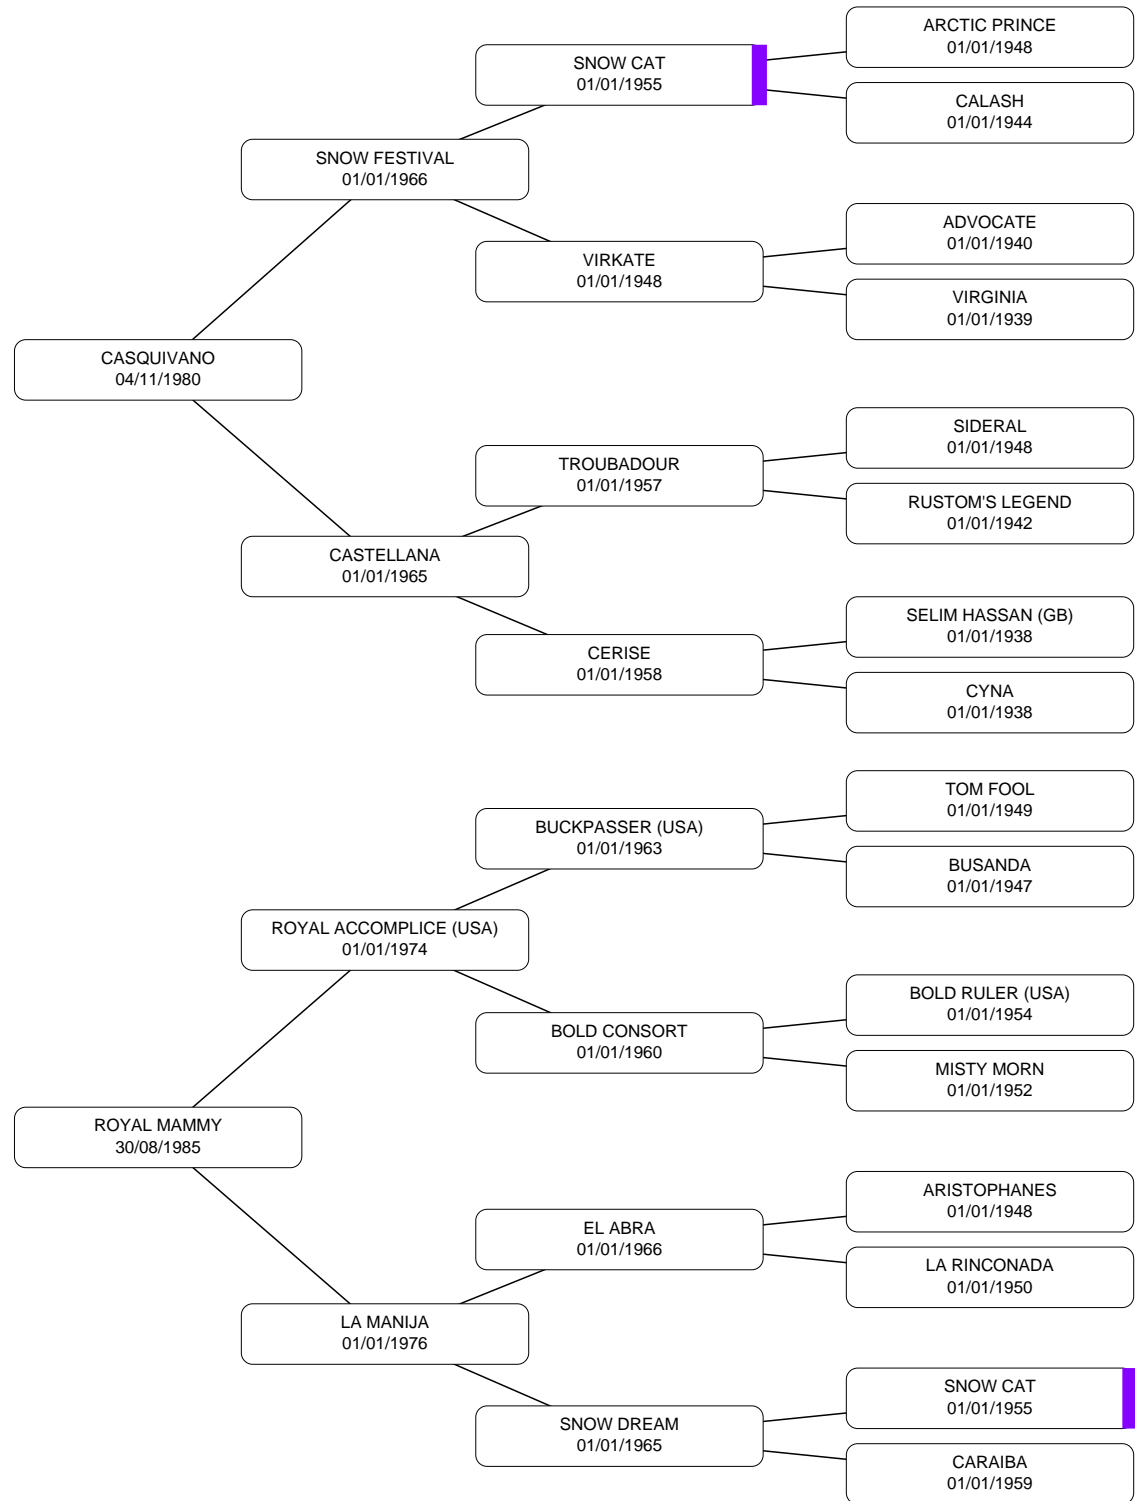 ARCTIC PRINCE
01/01/1948
SNOW CAT
01/01/1955
CALASH
01/01/1944
SNOW FESTIVAL
01/01/1966
ADVOCATE
01/01/1940
VIRKATE
01/01/1948
VIRGINIA
01/01/1939
CASQUIVANO
04/11/1980
SIDERAL
01/01/1948
TROUBADOUR
01/01/1957
RUSTOM'S LEGEND
01/01/1942
CASTELLANA
01/01/1965
SELIM HASSAN (GB)
01/01/1938
CERISE
01/01/1958
CYNA
01/01/1938
TOM FOOL
01/01/1949
BUCKPASSER (USA)
01/01/1963
BUSANDA
01/01/1947
ROYAL ACCOMPLICE (USA)
01/01/1974
BOLD RULER (USA)
01/01/1954
BOLD CONSORT
01/01/1960
MISTY MORN
01/01/1952
ROYAL MAMMY
30/08/1985
ARISTOPHANES
01/01/1948
EL ABRA
01/01/1966
LA RINCONADA
01/01/1950
LA MANIJA
01/01/1976
SNOW CAT
01/01/1955
SNOW DREAM
01/01/1965
CARAIBA
01/01/1959